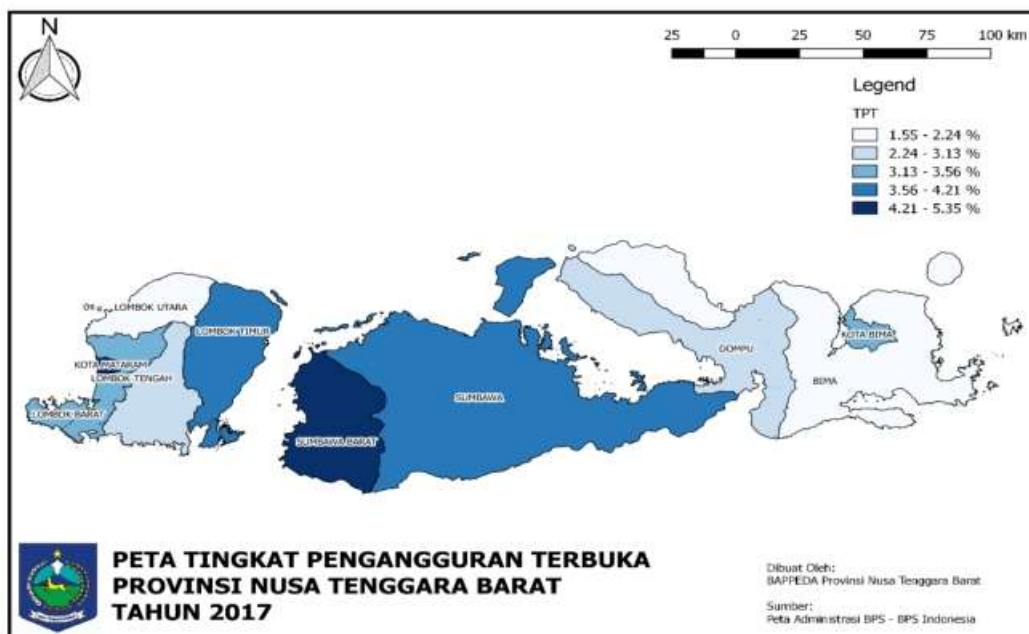 N
25 0 25 50 75 100 km
Legend
TPT
1.55 - 2.24 %
2.24 - 3.13 %
3.13 - 3.56 %
3.56 - 4.21 %
4.21 - 5.35 %
LOMBOK UTARA
LOMBOK TIMUR
KOTA MATARAM
LOMBOK TENGAH
LOMBOK BARAT
SUMBAWA
SUMBAWA BARAT
DOMPU
KOTA BIMA
BIMA
PETA TINGKAT PENGANGGURAN TERBUKA
PROVINSI NUSA TENGGARA BARAT
TAHUN 2017
Dibuat Oleh:
BAPPEDA Provinsi Nusa Tenggara Barat
Sumber:
Peta Administrasi BPS - BPS Indonesia